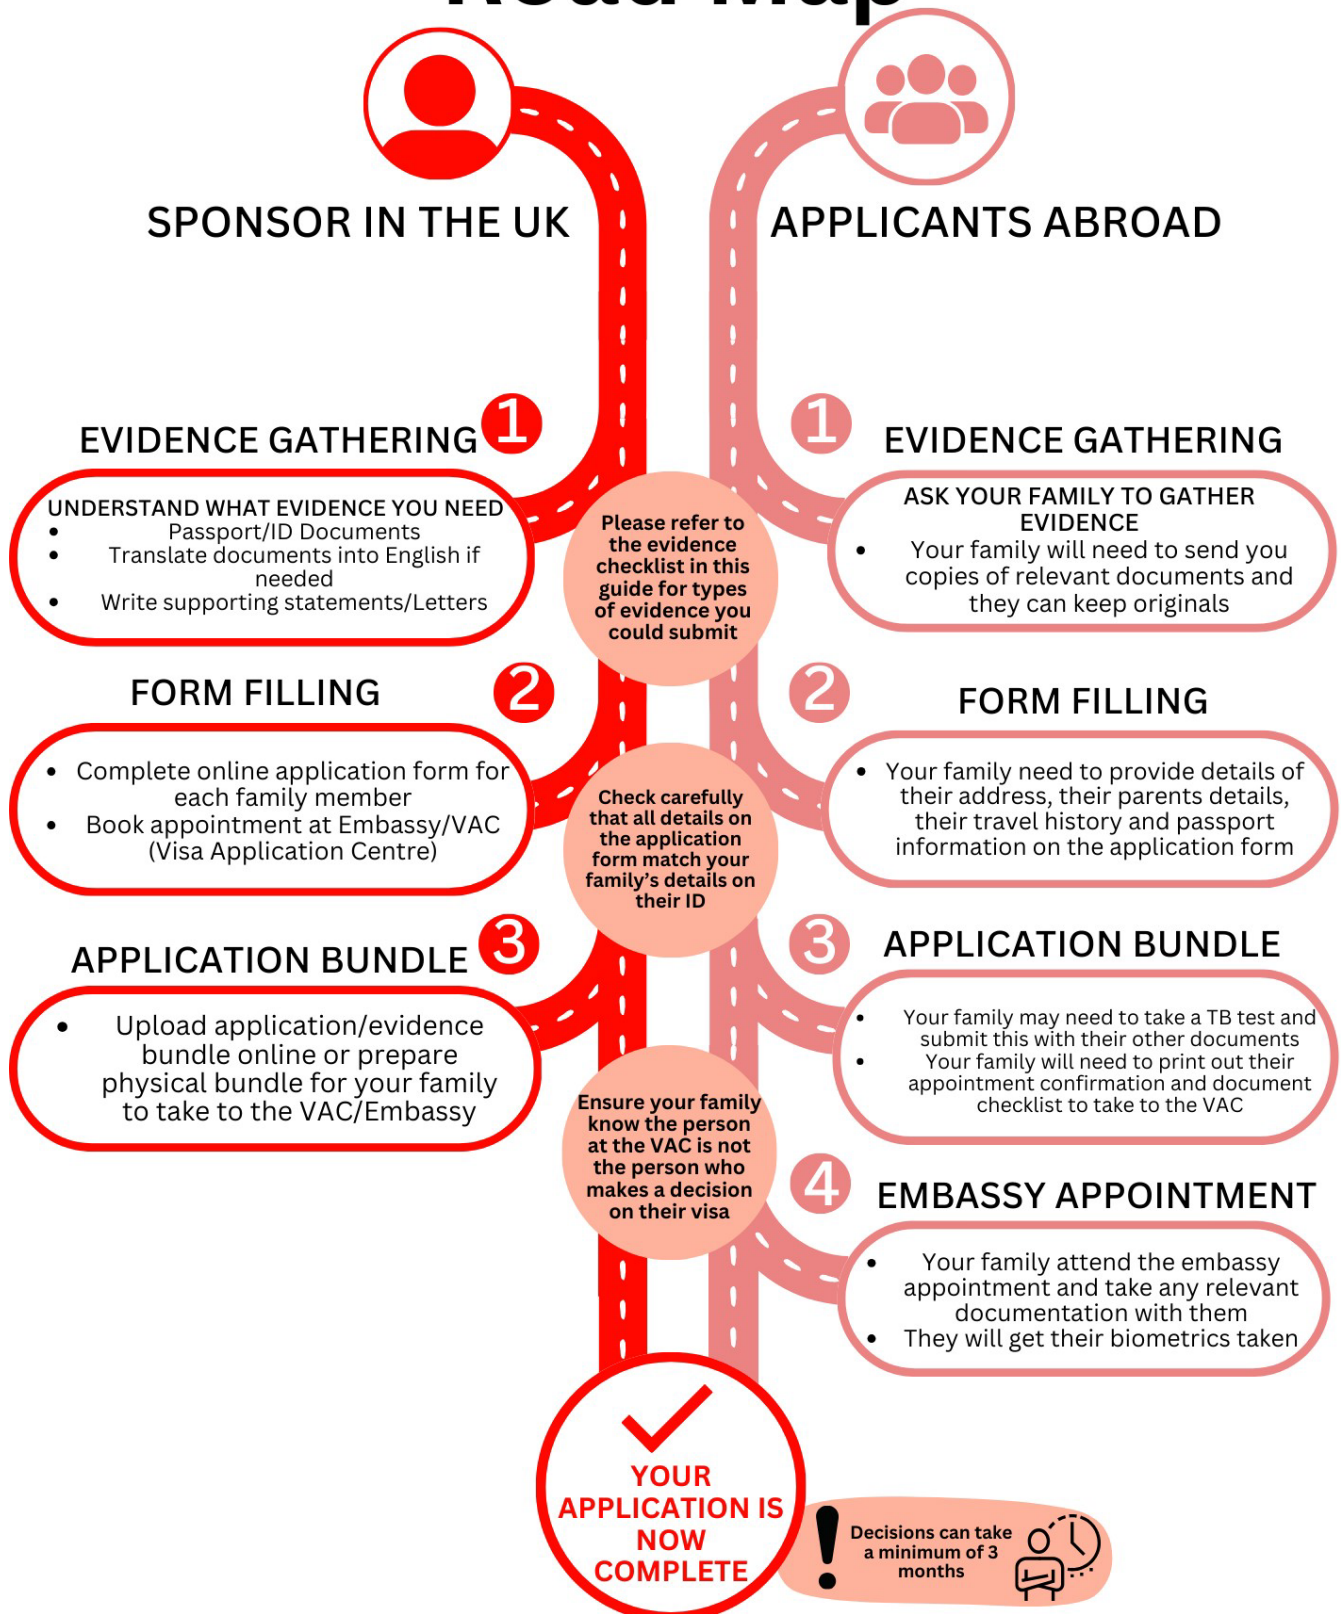 Road Map
SPONSOR IN THE UK
APPLICANTS ABROAD
1
EVIDENCE GATHERING
UNDERSTAND WHAT EVIDENCE YOU NEED
• Passport/ID Documents
• Translate documents into English if
needed
• Write supporting statements/Letters
1
EVIDENCE GATHERING
ASK YOUR FAMILY TO GATHER
EVIDENCE
• Your family will need to send you
copies of relevant documents and
they can keep originals
Please refer to
the evidence
checklist in this
guide for types
of evidence you
could submit
2
FORM FILLING
• Complete online application form for
each family member
• Book appointment at Embassy/VAC
(Visa Application Centre)
2
FORM FILLING
• Your family need to provide details of
their address, their parents details,
their travel history and passport
information on the application form
Check carefully
that all details on
the application
form match your
family's details on
their ID
3
APPLICATION BUNDLE
• Upload application/evidence
bundle online or prepare
physical bundle for your family
to take to the VAC/Embassy
3
APPLICATION BUNDLE
• Your family may need to take a TB test and
submit this with their other documents
• Your family will need to print out their
appointment confirmation and document
checklist to take to the VAC
Ensure your family
know the person
at the VAC is not
the person who
makes a decision
on their visa
4
EMBASSY APPOINTMENT
• Your family attend the embassy
appointment and take any relevant
documentation with them
• They will get their biometrics taken
YOUR
APPLICATION IS
NOW
COMPLETE
! Decisions can take
a minimum of 3
months